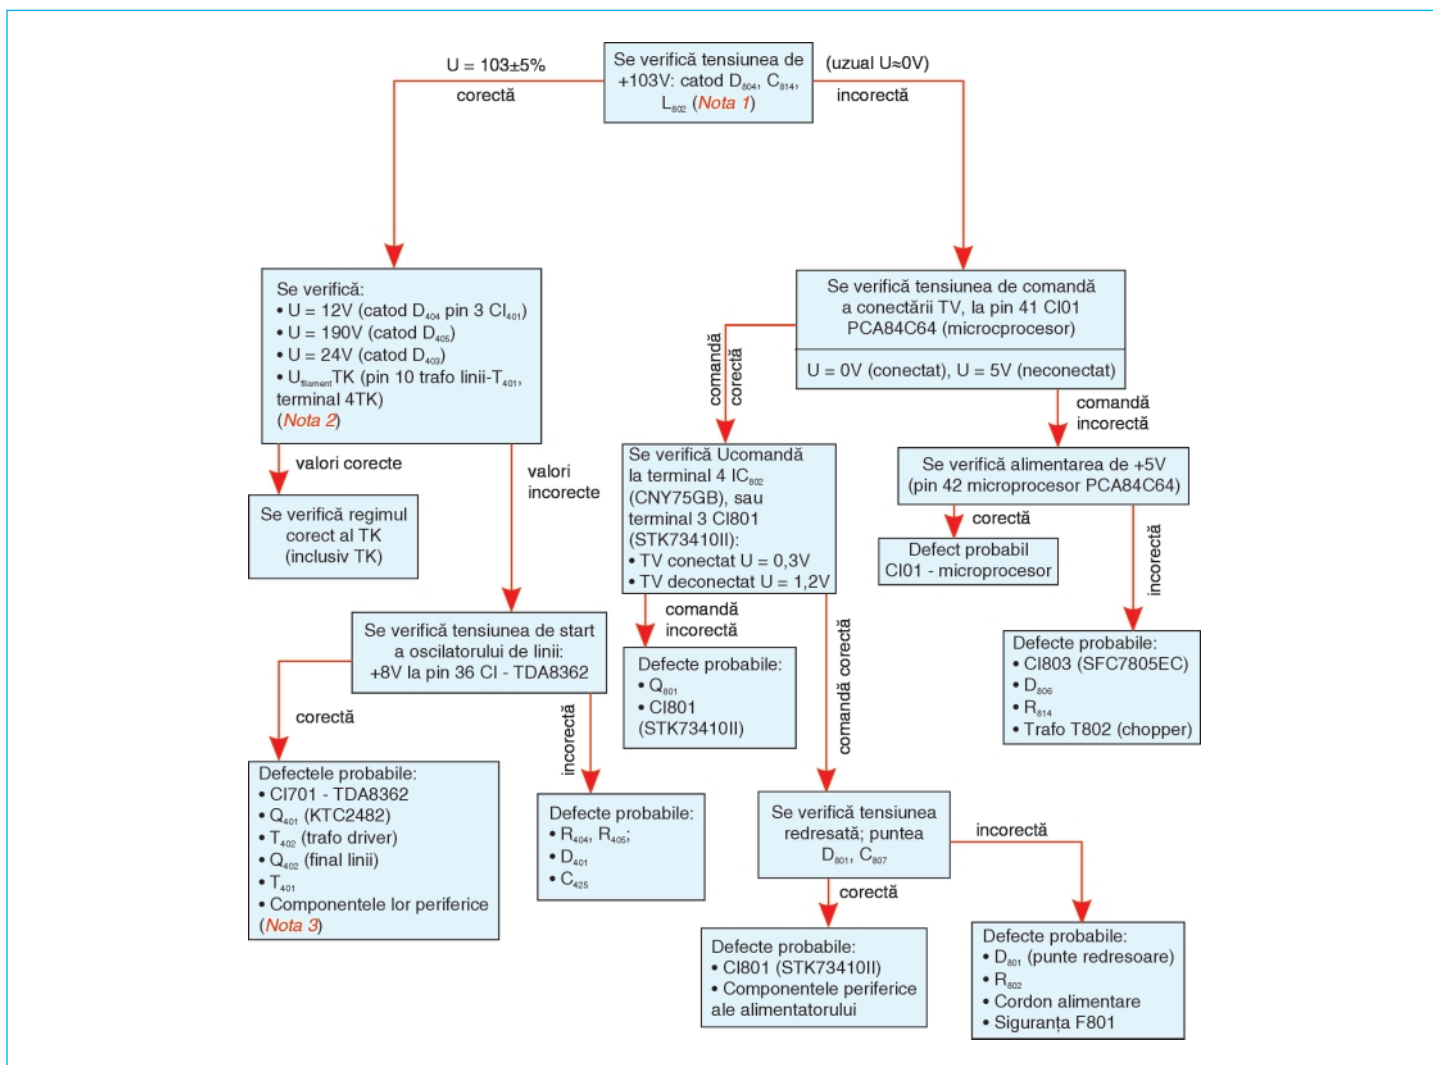 Se verifică tensiunea de
+103V: catod D804, C814,
L802 (Nota 1)
U = 103±5%
corectă
(uzual U≈0V)
incorectă
Se verifică:
• U = 12V (catod D404 pin 3 CI401)
• U = 190V (catod D405)
• U = 24V (catod D403)
• UfilamentTK (pin 10 trafo linii-T401,
terminal 4TK)
(Nota 2)
Se verifică tensiunea de comandă
a conectării TV, la pin 41 CI01
PCA84C64 (microcprocesor)
U = 0V (conectat), U = 5V (neconectat)
comandă
corectă
comandă
incorectă
valori corecte
valori
incorecte
Se verifică regimul
corect al TK
(inclusiv TK)
Se verifică Ucomandă
la terminal 4 IC802
(CNY75GB), sau
terminal 3 CI801
(STK73410II):
• TV conectat U = 0,3V
• TV deconectat U = 1,2V
Se verifică alimentarea de +5V
(pin 42 microprocesor PCA84C64)
corectă
incorectă
Defect probabil
CI01 - microprocesor
Defecte probabile:
• CI803 (SFC7805EC)
• D806
• R814
• Trafo T802 (chopper)
Se verifică tensiunea de start
a oscilatorului de linii:
+8V la pin 36 CI - TDA8362
corectă
incorectă
comandă
incorectă
comandă corectă
Defecte probabile:
• Q801
• CI801
(STK73410II)
Defectele probabile:
• CI701 - TDA8362
• Q401 (KTC2482)
• T402 (trafo driver)
• Q402 (final linii)
• T401
• Componentele lor periferice
(Nota 3)
Defecte probabile:
• R404, R405;
• D401
• C425
Se verifică tensiunea
redresată; puntea
D801, C807
incorectă
corectă
Defecte probabile:
• CI801 (STK73410II)
• Componentele periferice
ale alimentatorului
Defecte probabile:
• D801 (punte redresoare)
• R802
• Cordon alimentare
• Siguranța F801